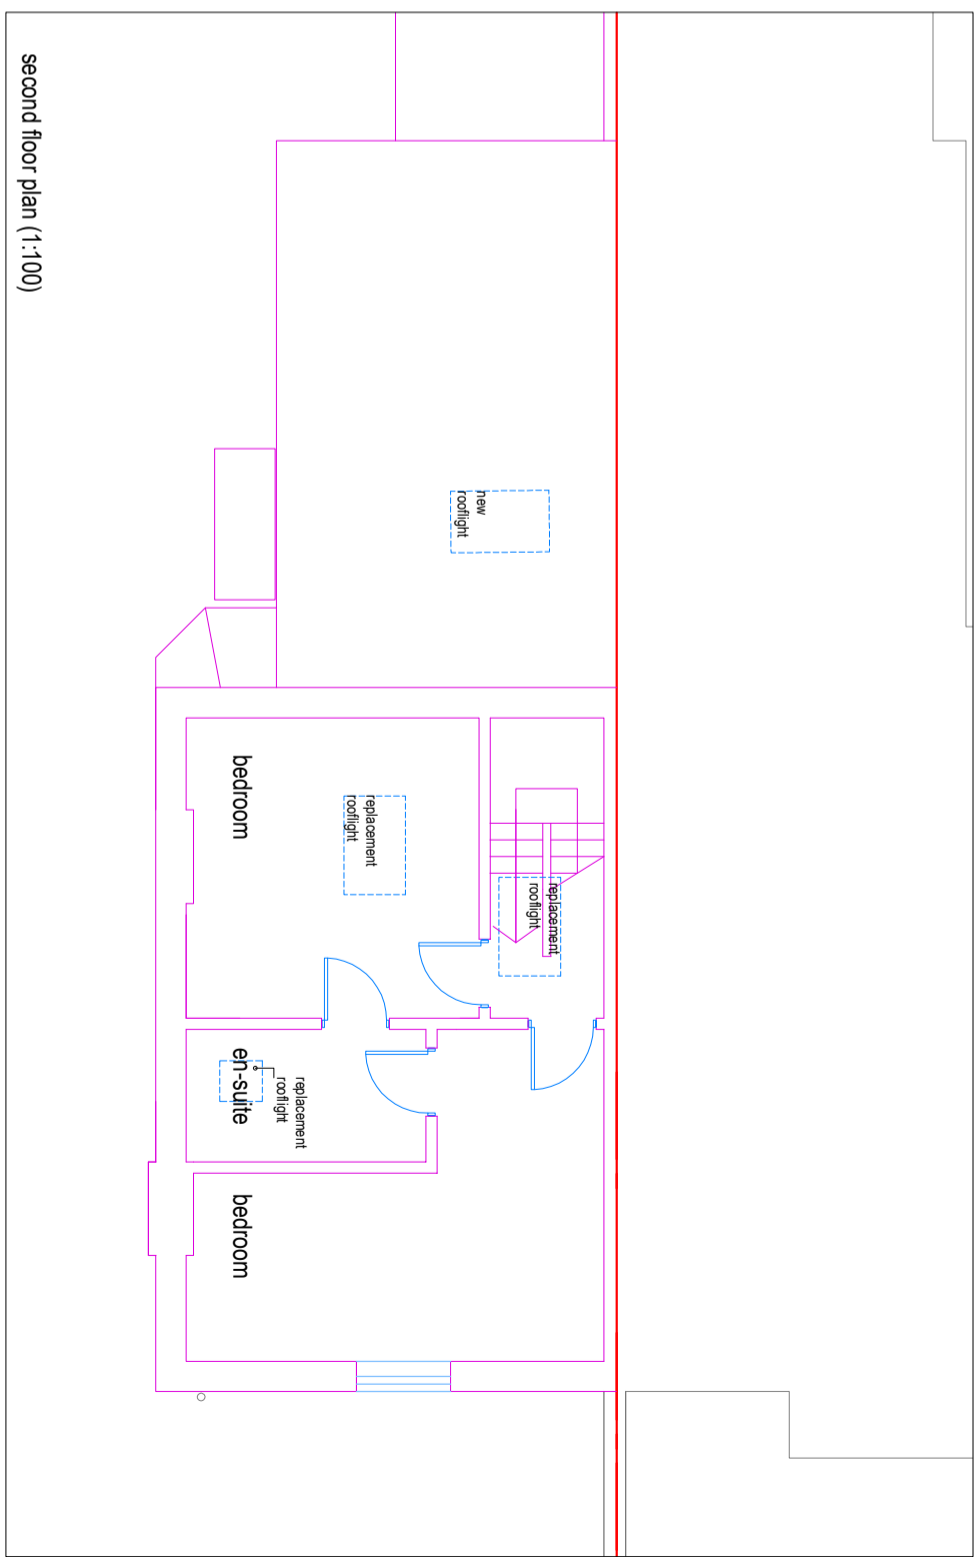 second floor plan (1:100)
new
rooflight
bedroom
replacement
rooflight
replacement
rooflight
en-suite
replacement
rooflight
bedroom